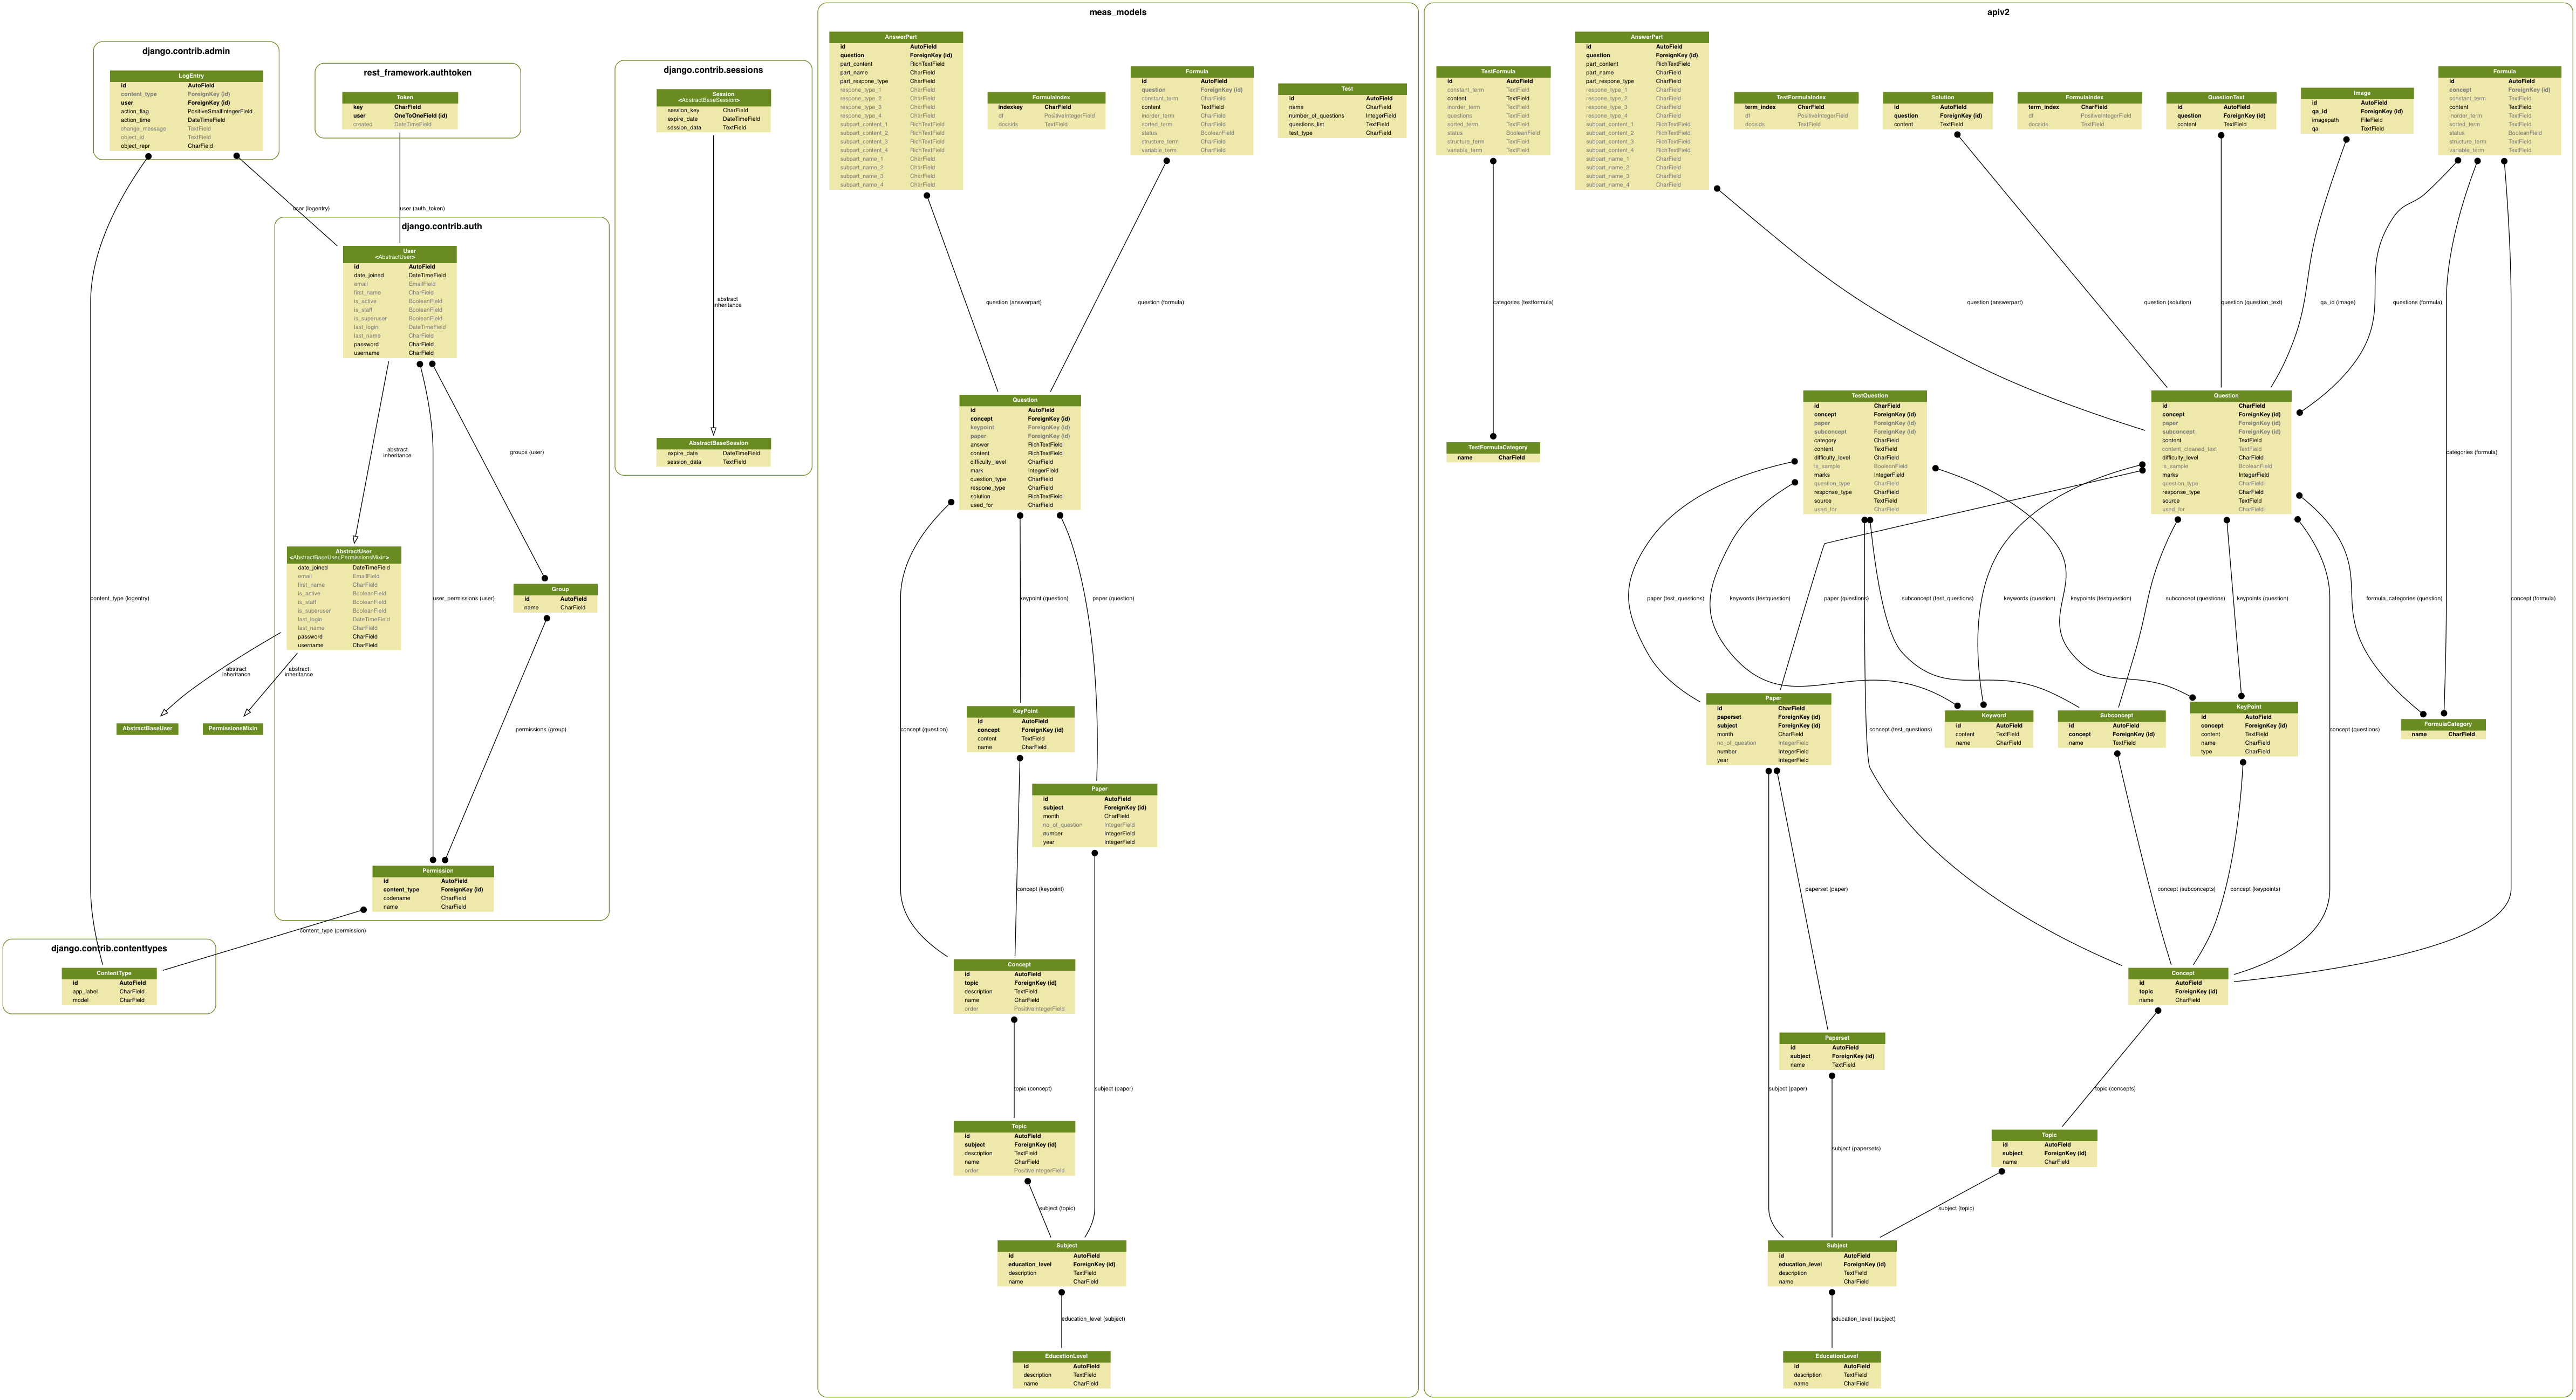 django.contrib.admin
LogEntry
id AutoField
content_type ForeignKey (id)
user ForeignKey (id)
action_flag PositiveSmallIntegerField
action_time DateTimeField
change_message TextField
object_id TextField
object_repr CharField
rest_framework.authtoken
Token
key CharField
user OneToOneField (id)
created DateTimeField
user (logentry)
user (auth_token)
django.contrib.auth
User
<AbstractUser>
id AutoField
date_joined DateTimeField
email EmailField
first_name CharField
is_active BooleanField
is_staff BooleanField
is_superuser BooleanField
last_login DateTimeField
last_name CharField
password CharField
username CharField
abstract
inheritance
groups (user)
AbstractUser
<AbstractBaseUser,PermissionsMixin>
date_joined DateTimeField
email EmailField
first_name CharField
is_active BooleanField
is_staff BooleanField
is_superuser BooleanField
last_login DateTimeField
last_name CharField
password CharField
username CharField
Group
id AutoField
name CharField
content_type (logentry)
user_permissions (user)
abstract
inheritance
abstract
inheritance
AbstractBaseUser
PermissionsMixin
permissions (group)
Permission
id AutoField
content_type ForeignKey (id)
codename CharField
name CharField
content_type (permission)
django.contrib.contenttypes
ContentType
id AutoField
app_label CharField
model CharField
django.contrib.sessions
Session
<AbstractBaseSession>
session_key CharField
expire_date DateTimeField
session_data TextField
abstract
inheritance
AbstractBaseSession
expire_date DateTimeField
session_data TextField
meas_models
AnswerPart
id AutoField
question ForeignKey (id)
part_content RichTextField
part_name CharField
part_respone_type CharField
respone_type_1 CharField
respone_type_2 CharField
respone_type_3 CharField
respone_type_4 CharField
subpart_content_1 RichTextField
subpart_content_2 RichTextField
subpart_content_3 RichTextField
subpart_content_4 RichTextField
subpart_name_1 CharField
subpart_name_2 CharField
subpart_name_3 CharField
subpart_name_4 CharField
FormulaIndex
indexkey CharField
df PositiveIntegerField
docsids TextField
Formula
id AutoField
question ForeignKey (id)
constant_term CharField
content TextField
inorder_term CharField
sorted_term CharField
status BooleanField
structure_term CharField
variable_term CharField
Test
id AutoField
name CharField
number_of_questions IntegerField
questions_list TextField
test_type CharField
question (answerpart)
question (formula)
Question
id AutoField
concept ForeignKey (id)
keypoint ForeignKey (id)
paper ForeignKey (id)
answer RichTextField
content RichTextField
difficulty_level CharField
mark IntegerField
question_type CharField
respone_type CharField
solution RichTextField
used_for CharField
keypoint (question)
paper (question)
concept (question)
KeyPoint
id AutoField
concept ForeignKey (id)
content TextField
name CharField
Paper
id AutoField
subject ForeignKey (id)
month CharField
no_of_question IntegerField
number IntegerField
year IntegerField
concept (keypoint)
Concept
id AutoField
topic ForeignKey (id)
description TextField
name CharField
order PositiveIntegerField
topic (concept)
subject (paper)
Topic
id AutoField
subject ForeignKey (id)
description TextField
name CharField
order PositiveIntegerField
subject (topic)
Subject
id AutoField
education_level ForeignKey (id)
description TextField
name CharField
education_level (subject)
EducationLevel
id AutoField
description TextField
name CharField
apiv2
TestFormula
id AutoField
constant_term TextField
content TextField
inorder_term TextField
questions TextField
sorted_term TextField
status BooleanField
structure_term TextField
variable_term TextField
AnswerPart
id AutoField
question ForeignKey (id)
part_content RichTextField
part_name CharField
part_respone_type CharField
respone_type_1 CharField
respone_type_2 CharField
respone_type_3 CharField
respone_type_4 CharField
subpart_content_1 RichTextField
subpart_content_2 RichTextField
subpart_content_3 RichTextField
subpart_content_4 RichTextField
subpart_name_1 CharField
subpart_name_2 CharField
subpart_name_3 CharField
subpart_name_4 CharField
TestFormulaIndex
term_index CharField
df PositiveIntegerField
docsids TextField
Solution
id AutoField
question ForeignKey (id)
content TextField
FormulaIndex
term_index CharField
df PositiveIntegerField
docsids TextField
QuestionText
id AutoField
question ForeignKey (id)
content TextField
Image
id AutoField
qa_id ForeignKey (id)
imagepath FileField
qa TextField
Formula
id AutoField
concept ForeignKey (id)
constant_term TextField
content TextField
inorder_term TextField
sorted_term TextField
status BooleanField
structure_term TextField
variable_term TextField
categories (testformula)
question (answerpart)
question (solution)
question (question_text)
qa_id (image)
questions (formula)
categories (formula)
TestFormulaCategory
name CharField
TestQuestion
id CharField
concept ForeignKey (id)
paper ForeignKey (id)
subconcept ForeignKey (id)
category CharField
content TextField
difficulty_level CharField
is_sample BooleanField
marks IntegerField
question_type CharField
response_type CharField
source TextField
used_for CharField
Question
id CharField
concept ForeignKey (id)
paper ForeignKey (id)
subconcept ForeignKey (id)
content TextField
content_cleaned_text TextField
difficulty_level CharField
is_sample BooleanField
marks IntegerField
question_type CharField
response_type CharField
source TextField
used_for CharField
paper (test_questions)
keywords (testquestion)
paper (questions)
subconcept (test_questions)
keywords (question)
keypoints (testquestion)
subconcept (questions)
keypoints (question)
formula_categories (question)
concept (formula)
Paper
id CharField
paperset ForeignKey (id)
subject ForeignKey (id)
month CharField
no_of_question IntegerField
number IntegerField
year IntegerField
Keyword
id AutoField
content TextField
name CharField
Subconcept
id AutoField
concept ForeignKey (id)
name TextField
KeyPoint
id AutoField
concept ForeignKey (id)
content TextField
name CharField
type CharField
FormulaCategory
name CharField
concept (test_questions)
concept (questions)
paperset (paper)
concept (subconcepts)
concept (keypoints)
Concept
id AutoField
topic ForeignKey (id)
name CharField
Paperset
id AutoField
subject ForeignKey (id)
name TextField
subject (paper)
topic (concepts)
subject (papersets)
Topic
id AutoField
subject ForeignKey (id)
name CharField
subject (topic)
Subject
id AutoField
education_level ForeignKey (id)
description TextField
name CharField
education_level (subject)
EducationLevel
id AutoField
description TextField
name CharField